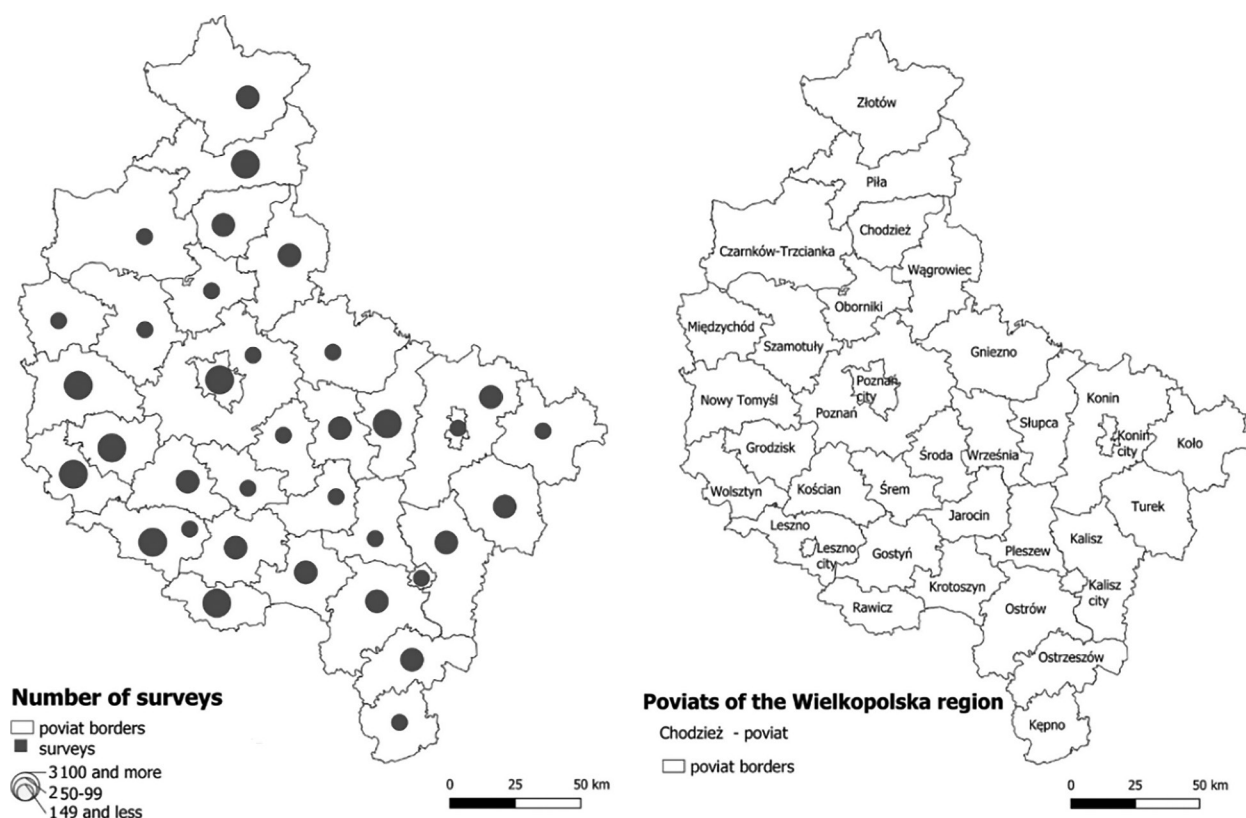 Number of surveys
poviat borders
surveys
3 100 and more
2 50-99
1 49 and less
0 25 50 km
Złotów
Piła
Chodzież
Czarnków-Trzcianka
Wągrowiec
Oborniki
Międzychód
Szamotuły
Gniezno
Poznań
city
Nowy Tomyśl
Poznań
Konin
Słupca
Konin
city
Koło
Grodzisk
Środa
Września
Wolsztyn
Kościan
Śrem
Turek
Jarocin
Leszno
Kalisz
Leszno
city
Gostyń
Pleszew
Krotoszyn
Kalisz
city
Rawicz
Ostrów
Ostrzeszów
Kępno
Poviats of the Wielkopolska region
Chodzież - poviat
poviat borders
0 25 50 km